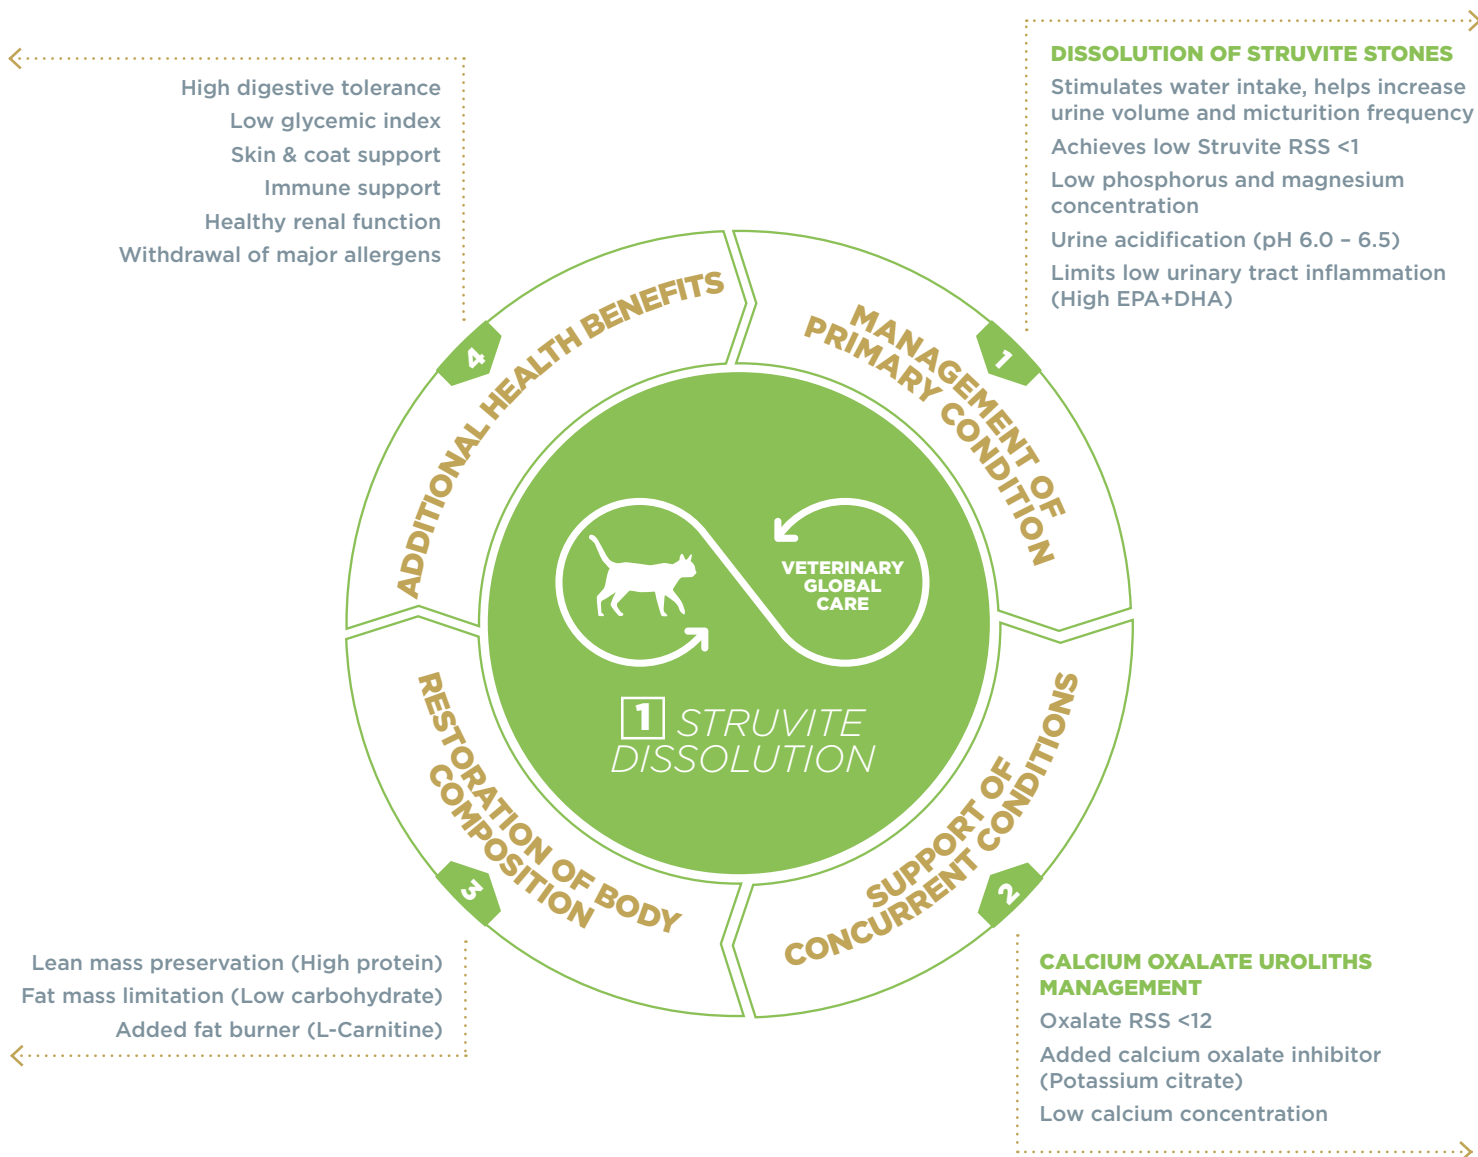 DISSOLUTION OF STRUVITE STONES
Stimulates water intake, helps increase
urine volume and micturition frequency
Achieves low Struvite RSS <1
Low phosphorus and magnesium
concentration
Urine acidification (pH 6.0 – 6.5)
Limits low urinary tract inflammation
(High EPA+DHA)
High digestive tolerance
Low glycemic index
Skin & coat support
Immune support
Healthy renal function
Withdrawal of major allergens
1
MANAGEMENT OF
PRIMARY CONDITION
4
ADDITIONAL HEALTH BENEFITS
VETERINARY
GLOBAL
CARE
1 STRUVITE
DISSOLUTION
2
SUPPORT OF
CONCURRENT CONDITIONS
3
RESTORATION OF BODY
COMPOSITION
Lean mass preservation (High protein)
Fat mass limitation (Low carbohydrate)
Added fat burner (L-Carnitine)
CALCIUM OXALATE UROLITHS
MANAGEMENT
Oxalate RSS <12
Added calcium oxalate inhibitor
(Potassium citrate)
Low calcium concentration